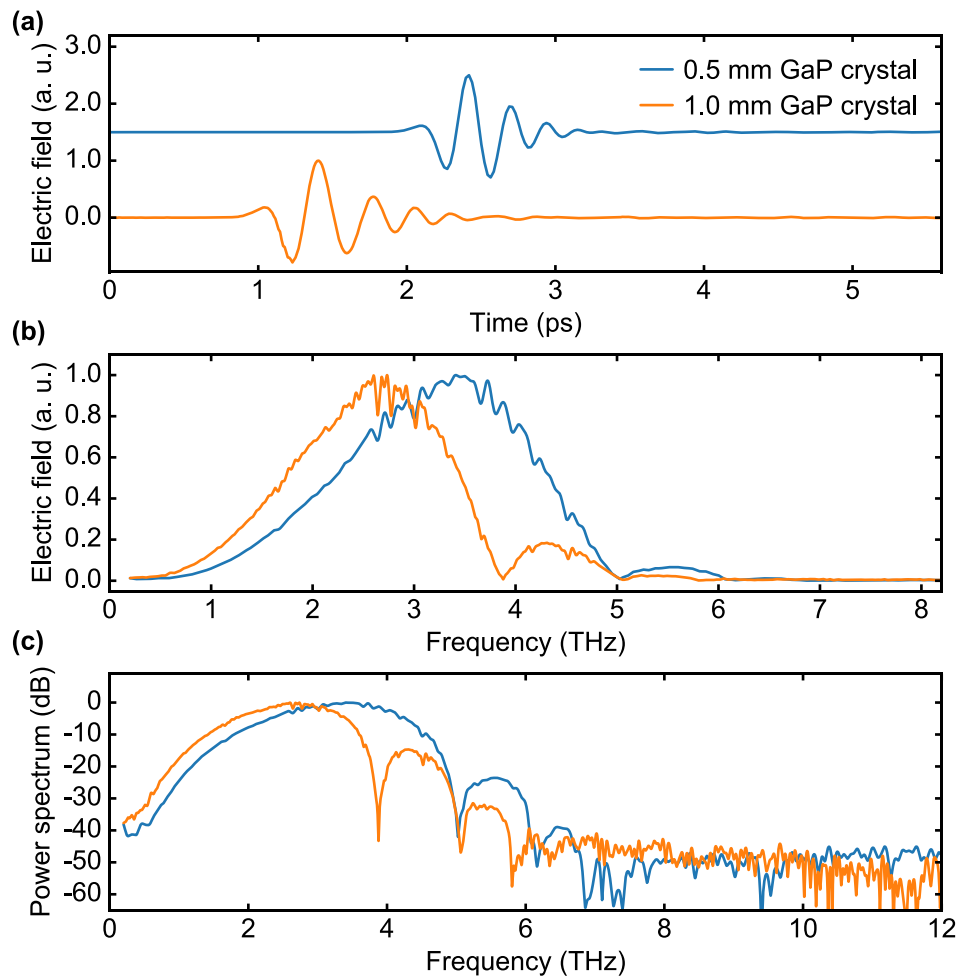 (a)
Electric field (a. u.)
3.0
2.0
1.0
0.0
0.5 mm GaP crystal
1.0 mm GaP crystal
0 1 2 3 4 5
Time (ps)
(b)
Electric field (a. u.)
1.0
0.8
0.6
0.4
0.2
0.0
0 1 2 3 4 5 6 7 8
Frequency (THz)
(c)
Power spectrum (dB)
0
-10
-20
-30
-40
-50
-60
0 2 4 6 8 10 12
Frequency (THz)